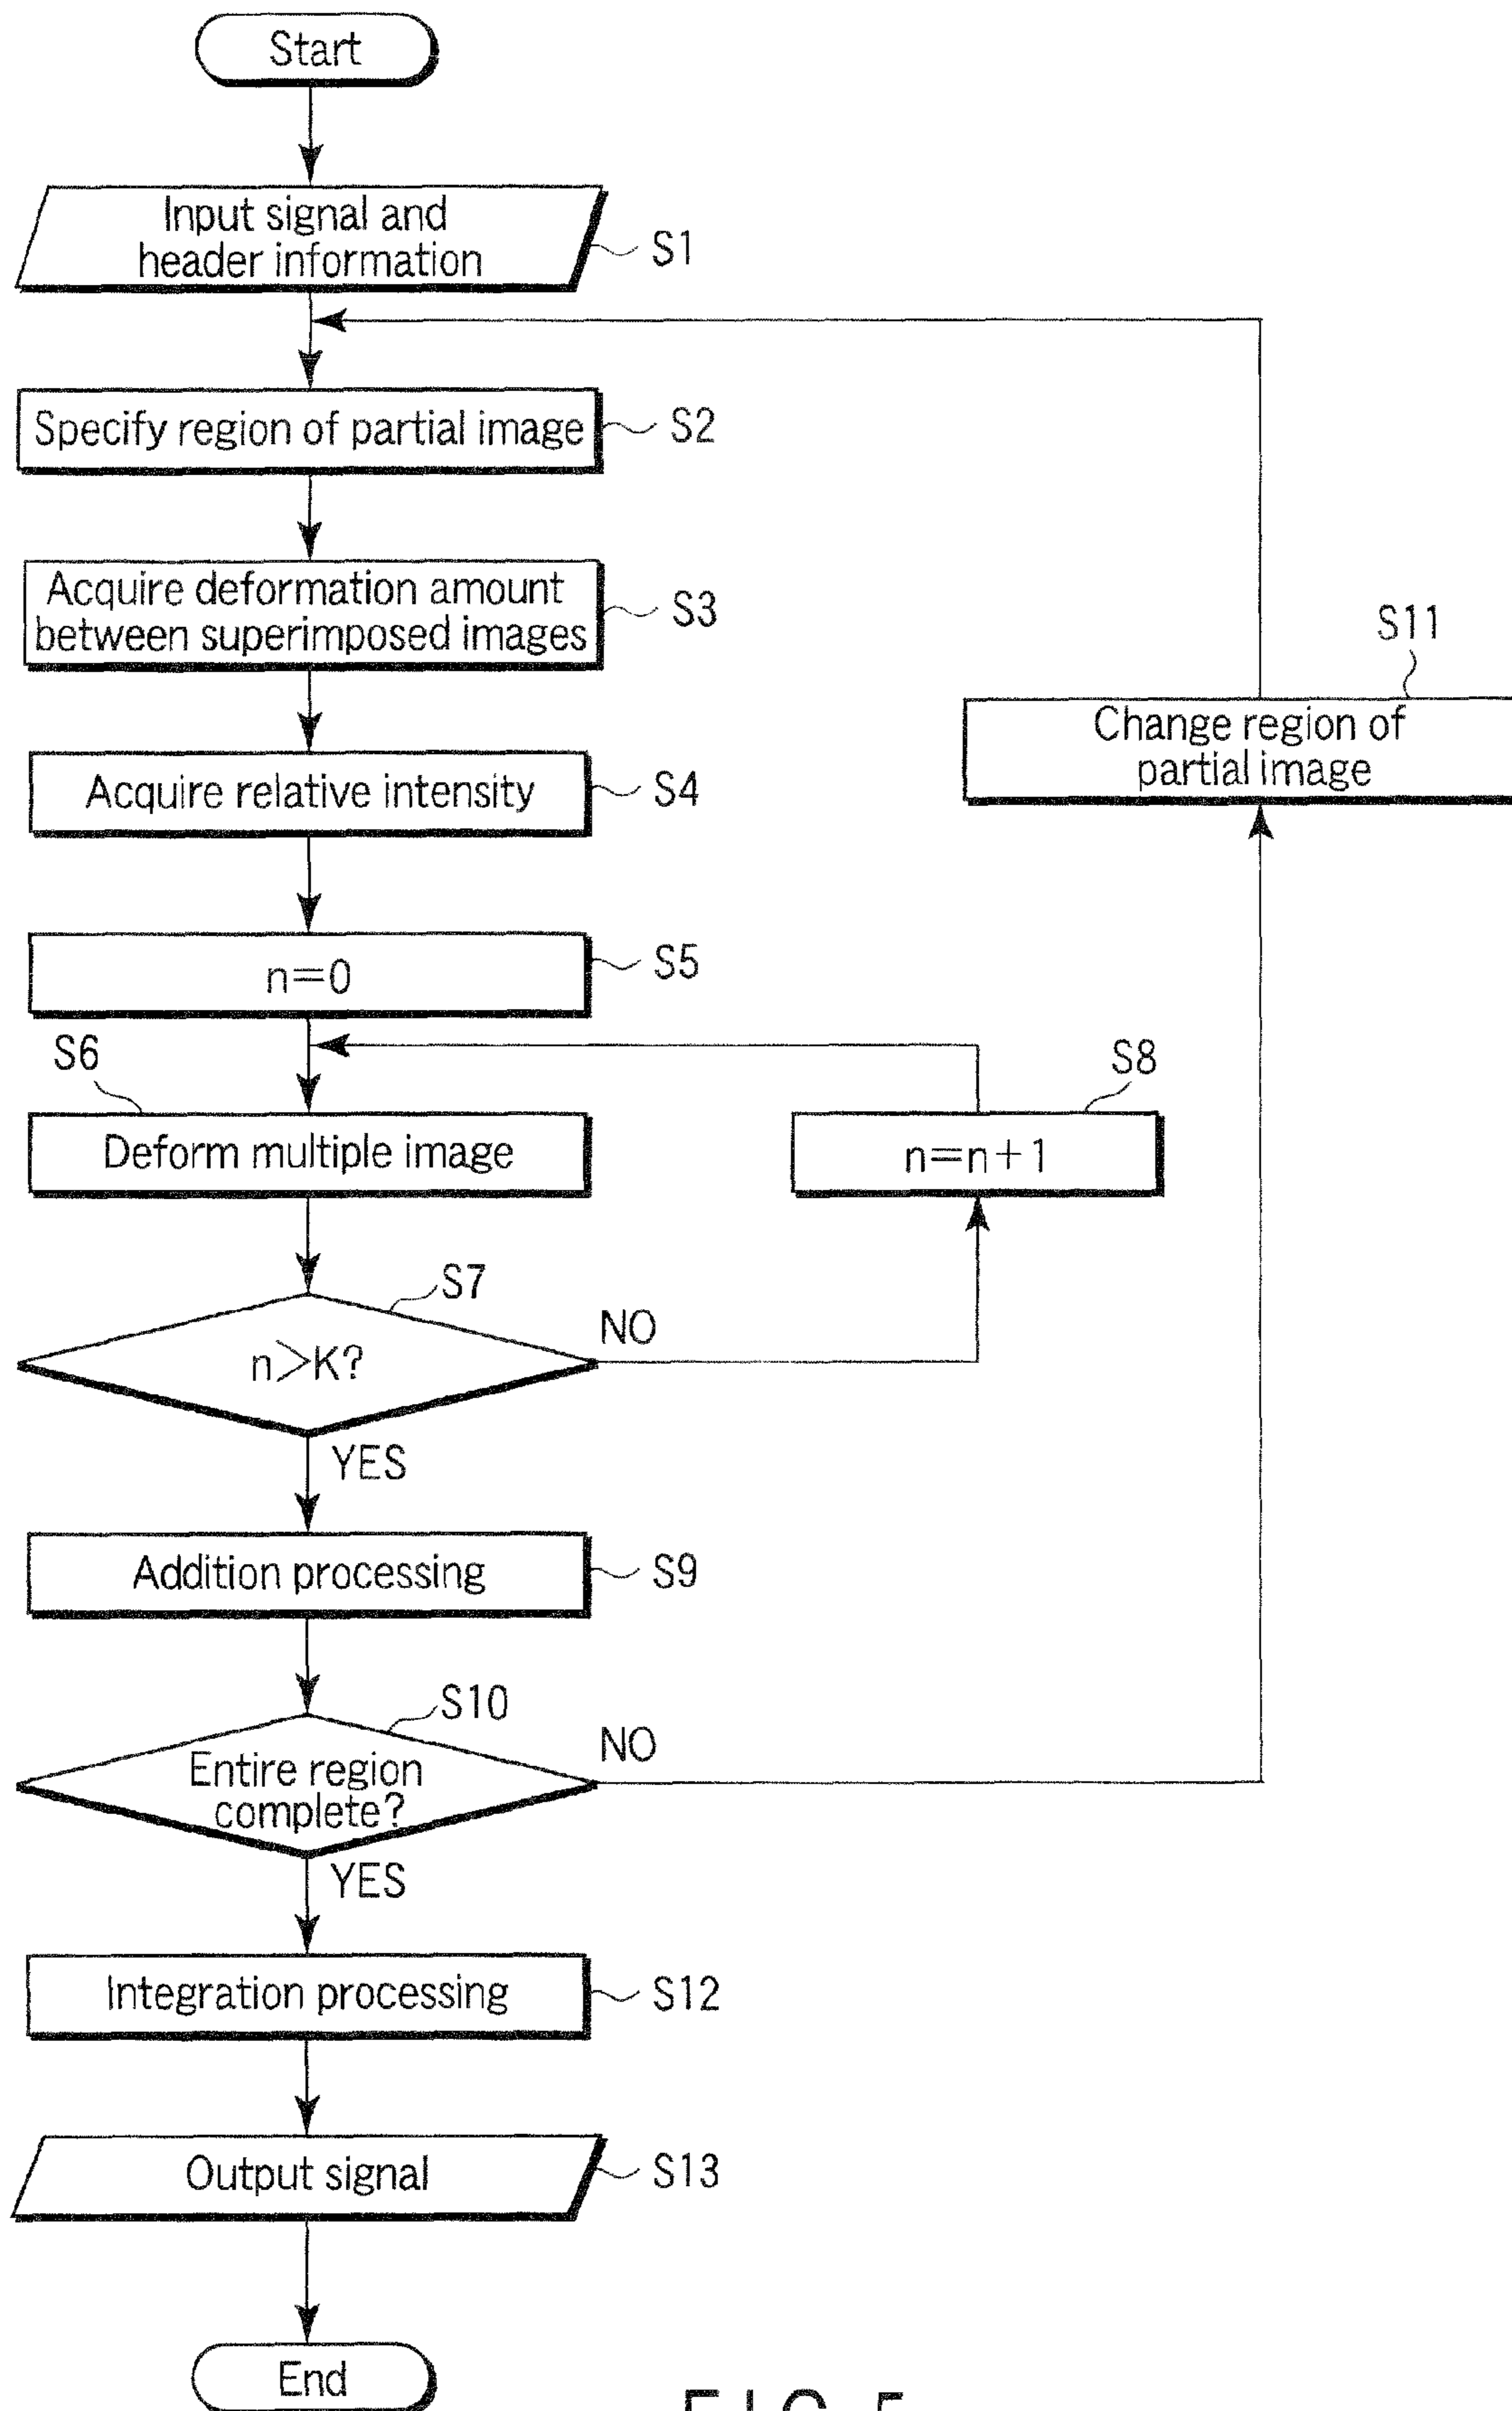 Start
Input signal and
header information
S1
Specify region of partial image
S2
Acquire deformation amount
between superimposed images
S3
S11
Change region of
partial image
Acquire relative intensity
S4
n=0
S5
S6
Deform multiple image
S8
n=n+1
S7
n>K?
NO
YES
Addition processing
S9
S10
Entire region
complete?
NO
YES
Integration processing
S12
Output signal
S13
End
FIG. 5